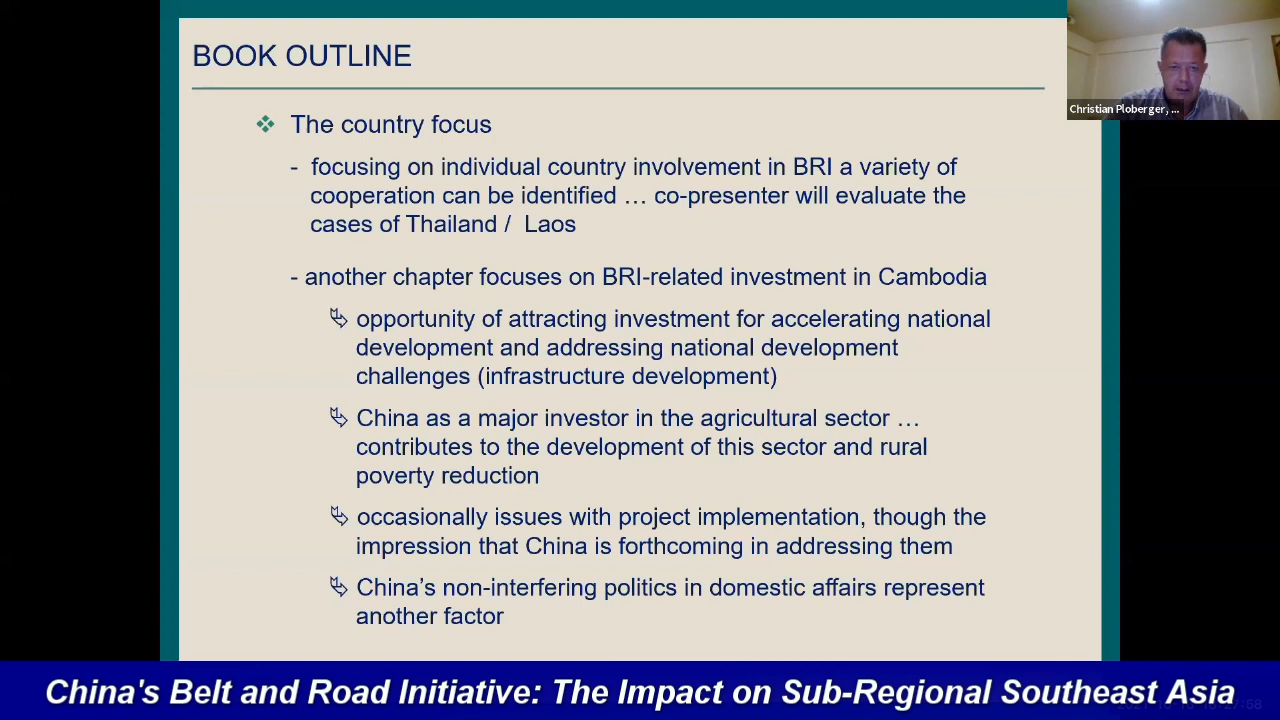 BOOK OUTLINE
Christian Ploberger, ...
The country focus
- focusing on individual country involvement in BRI a variety of
cooperation can be identified … co-presenter will evaluate the
cases of Thailand / Laos
- another chapter focuses on BRI-related investment in Cambodia
opportunity of attracting investment for accelerating national
development and addressing national development
challenges (infrastructure development)
China as a major investor in the agricultural sector …
contributes to the development of this sector and rural
poverty reduction
occasionally issues with project implementation, though the
impression that China is forthcoming in addressing them
China’s non-interfering politics in domestic affairs represent
another factor
China's Belt and Road Initiative: The Impact on Sub-Regional Southeast Asia